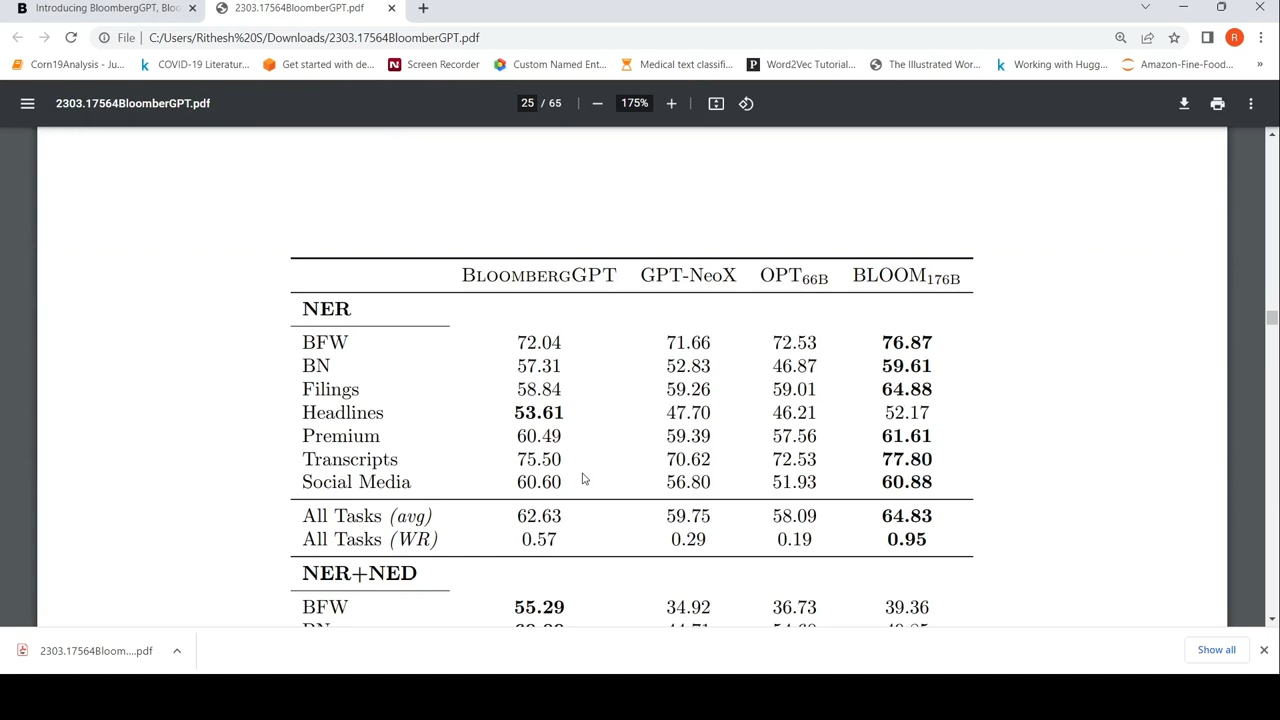 Introducing BloombergGPT, Bloo
2303.17564BloombergGPT.pdf
File C:/Users/Rithesh%20S/Downloads/2303.17564BloomberGPT.pdf R
Corn19Analysis - Ju... COVID-19 Literatur... Get started with de... Screen Recorder Custom Named Ent... Medical text classifi... Word2Vec Tutorial... The Illustrated Wor... Working with Hugg... Amazon-Fine-Food... »
2303.17564BloomberGPT.pdf 25 / 65 175%
BLOOMBERGGPT GPT-NeoX OPT66B BLOOM176B
NER
BFW 72.04 71.66 72.53 76.87
BN 57.31 52.83 46.87 59.61
Filings 58.84 59.26 59.01 64.88
Headlines 53.61 47.70 46.21 52.17
Premium 60.49 59.39 57.56 61.61
Transcripts 75.50 70.62 72.53 77.80
Social Media 60.60 56.80 51.93 60.88
All Tasks (avg) 62.63 59.75 58.09 64.83
All Tasks (WR) 0.57 0.29 0.19 0.95
NER+NED
BFW 55.29 34.92 36.73 39.36
2303.17564Bloom....pdf Show all